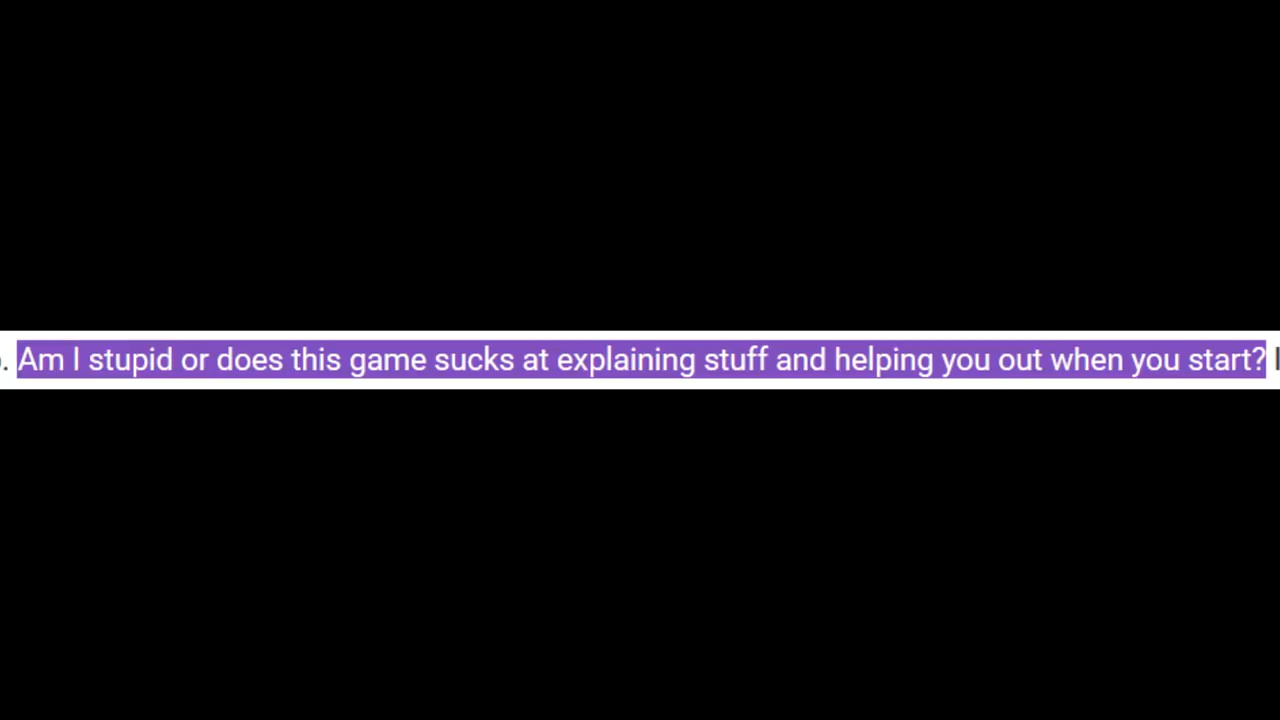 . Am I stupid or does this game sucks at explaining stuff and helping you out when you start?